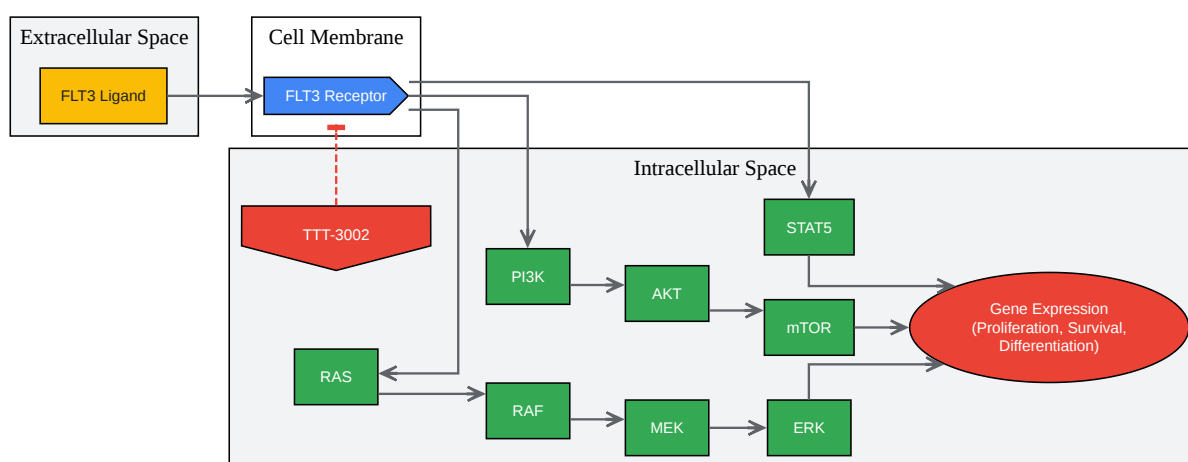 Extracellular Space
Cell Membrane
FLT3 Ligand
FLT3 Receptor
Intracellular Space
TTT-3002
STAT5
PI3K
AKT
mTOR
Gene Expression
(Proliferation, Survival,
Differentiation)
RAS
RAF
MEK
ERK